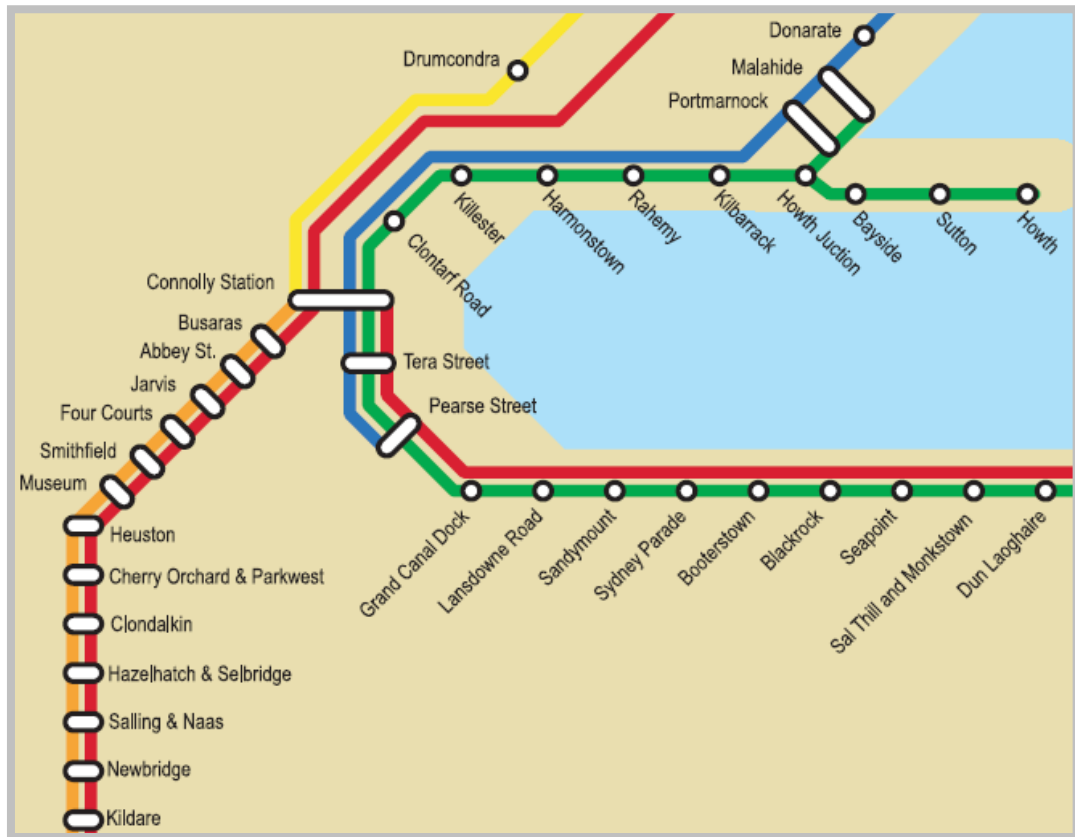 Donarate
Drumcondra
Malahide
Portmarnock
Killester
Harmonstown
Rahemy
Kilbarrack
Howth Juction
Bayside
Sutton
Howth
Clontarf Road
Connolly Station
Busaras
Abbey St.
Jarvis
Four Courts
Smithfield
Museum
Tera Street
Pearse Street
Heuston
Cherry Orchard & Parkwest
Clondalkin
Hazelhatch & Selbridge
Salling & Naas
Newbridge
Kildare
Grand Canal Dock
Lansdowne Road
Sandymount
Sydney Parade
Booterstown
Blackrock
Seapoint
Sal Thill and Monkstown
Dun Laoghaire